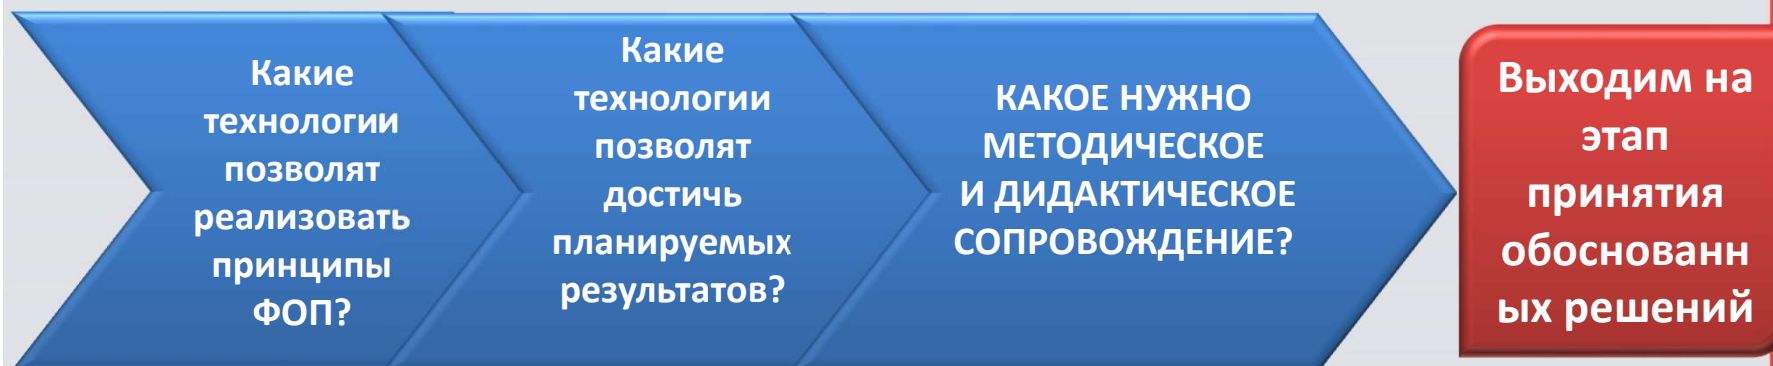 Какие
технологии
позволят
реализовать
принципы
ФОП?
Какие
технологии
позволят
достичь
планируемых
результатов?
КАКОЕ НУЖНО
МЕТОДИЧЕСКОЕ
И ДИДАКТИЧЕСКОЕ
СОПРОВОЖДЕНИЕ?
Выходим на
этап
принятия
обоснованн
ых решений